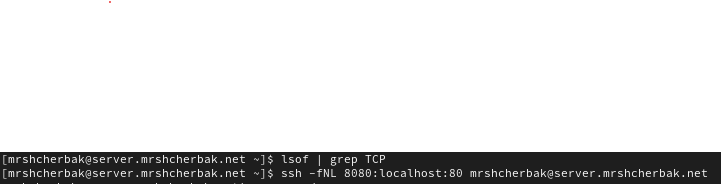 [mrshcherbak@server.mrshcherbak.net ~]$ lsof | grep TCP
[mrshcherbak@server.mrshcherbak.net ~]$ ssh -fNL 8080:localhost:80 mrshcherbak@server.mrshcherbak.net